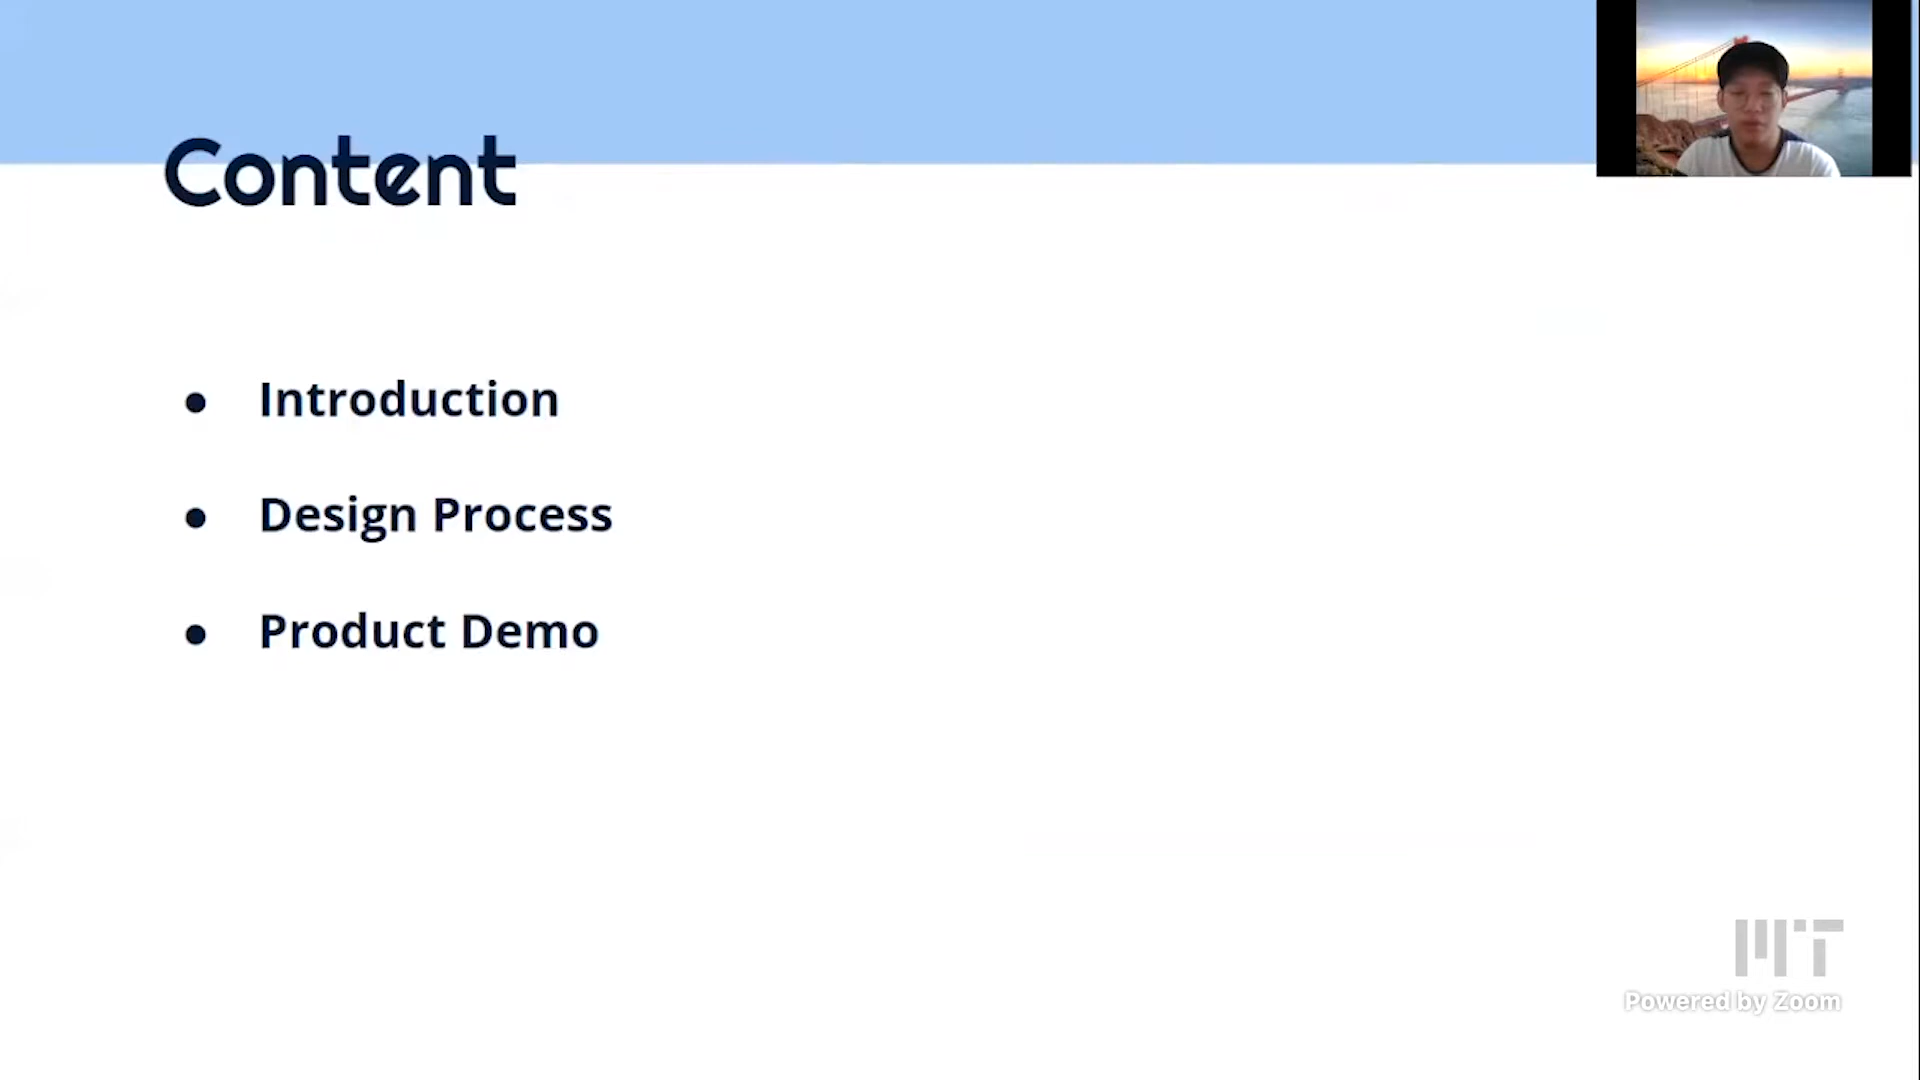 Content
● Introduction
● Design Process
● Product Demo
MIT
Powered by Zoom